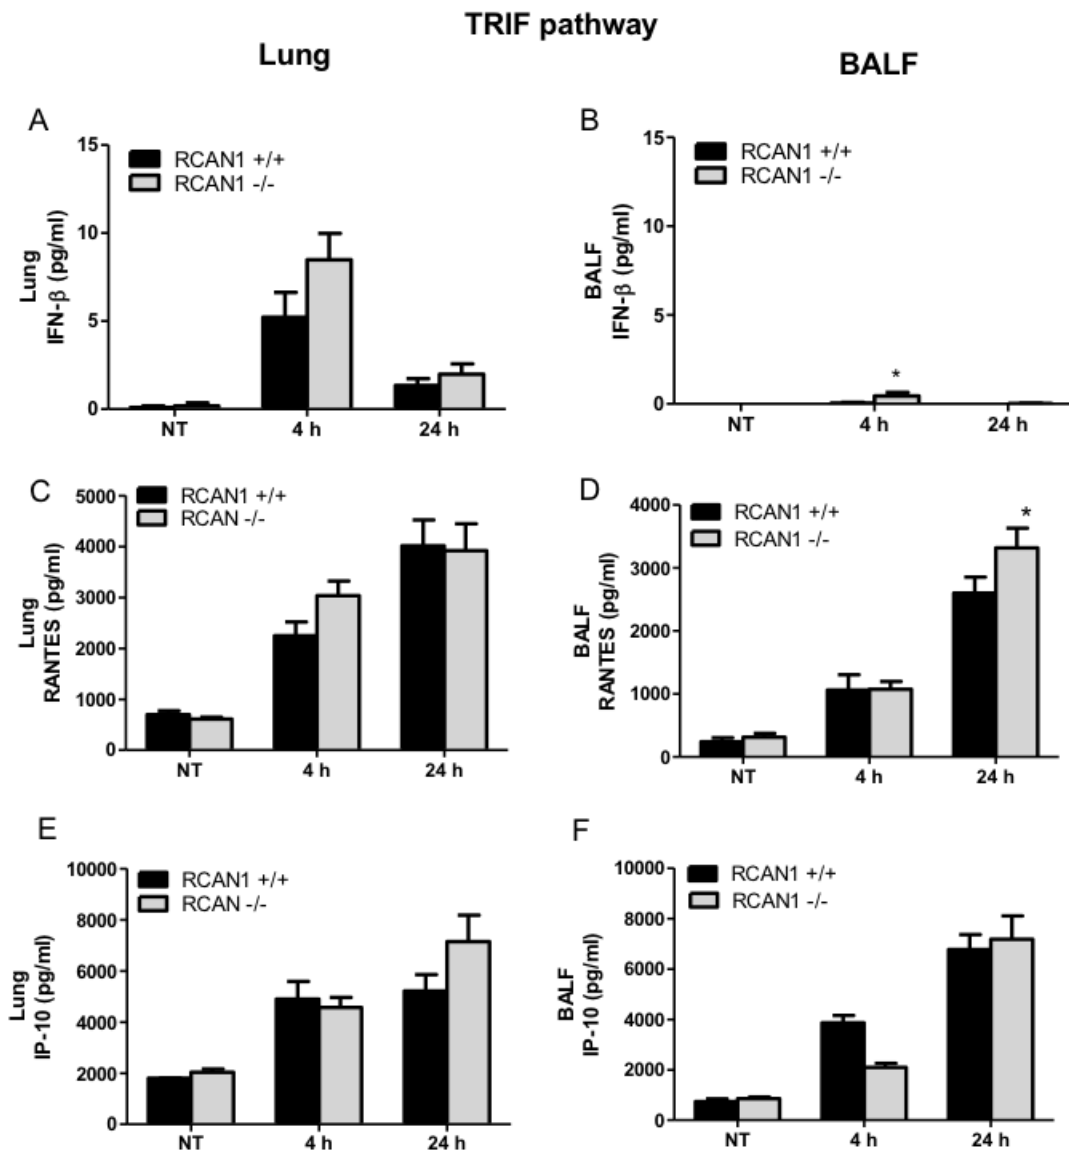 TRIF pathway
Lung
BALF
A
15
10
5
0
Lung
IFN-β (pg/ml)
RCAN1 +/+
RCAN1 -/-
NT
4 h
24 h
B
15
10
5
0
BALF
IFN-β (pg/ml)
RCAN1 +/+
RCAN1 -/-
*
NT
4 h
24 h
C
5000
4000
3000
2000
1000
0
Lung
RANTES (pg/ml)
RCAN1 +/+
RCAN -/-
NT
4 h
24 h
D
4000
3000
2000
1000
0
BALF
RANTES (pg/ml)
RCAN1 +/+
RCAN1 -/-
*
NT
4 h
24 h
E
10000
8000
6000
4000
2000
0
Lung
IP-10 (pg/ml)
RCAN1 +/+
RCAN -/-
NT
4 h
24 h
F
10000
8000
6000
4000
2000
0
BALF
IP-10 (pg/ml)
RCAN1 +/+
RCAN1 -/-
NT
4 h
24 h